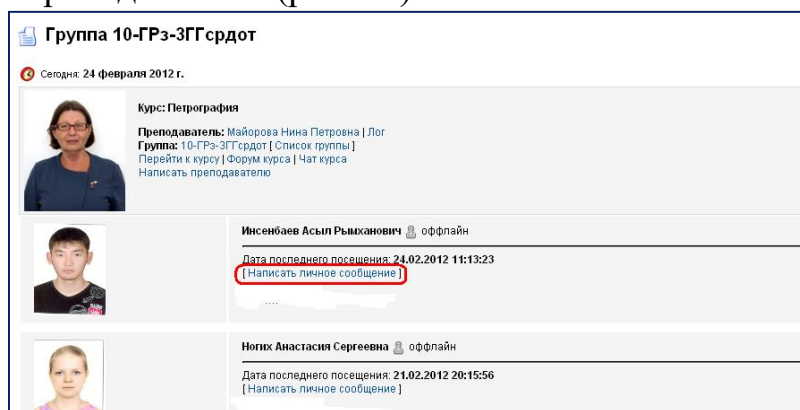 Группа 10-ГРз-3ГГсрдот
Сегодня: 24 февраля 2012 г.
Курс: Петрография
Преподаватель: Майорова Нина Петровна | Лог
Группа: 10-ГРз-3ГГсрдот [ Список группы ]
Перейти к курсу | Форум курса | Чат курса
Написать преподавателю
Инсенбаев Асыл Рымханович оффлайн
Дата последнего посещения: 24.02.2012 11:13:23
[ Написать личное сообщение ]
....
Ногих Анастасия Сергеевна оффлайн
Дата последнего посещения: 21.02.2012 20:15:56
[ Написать личное сообщение ]